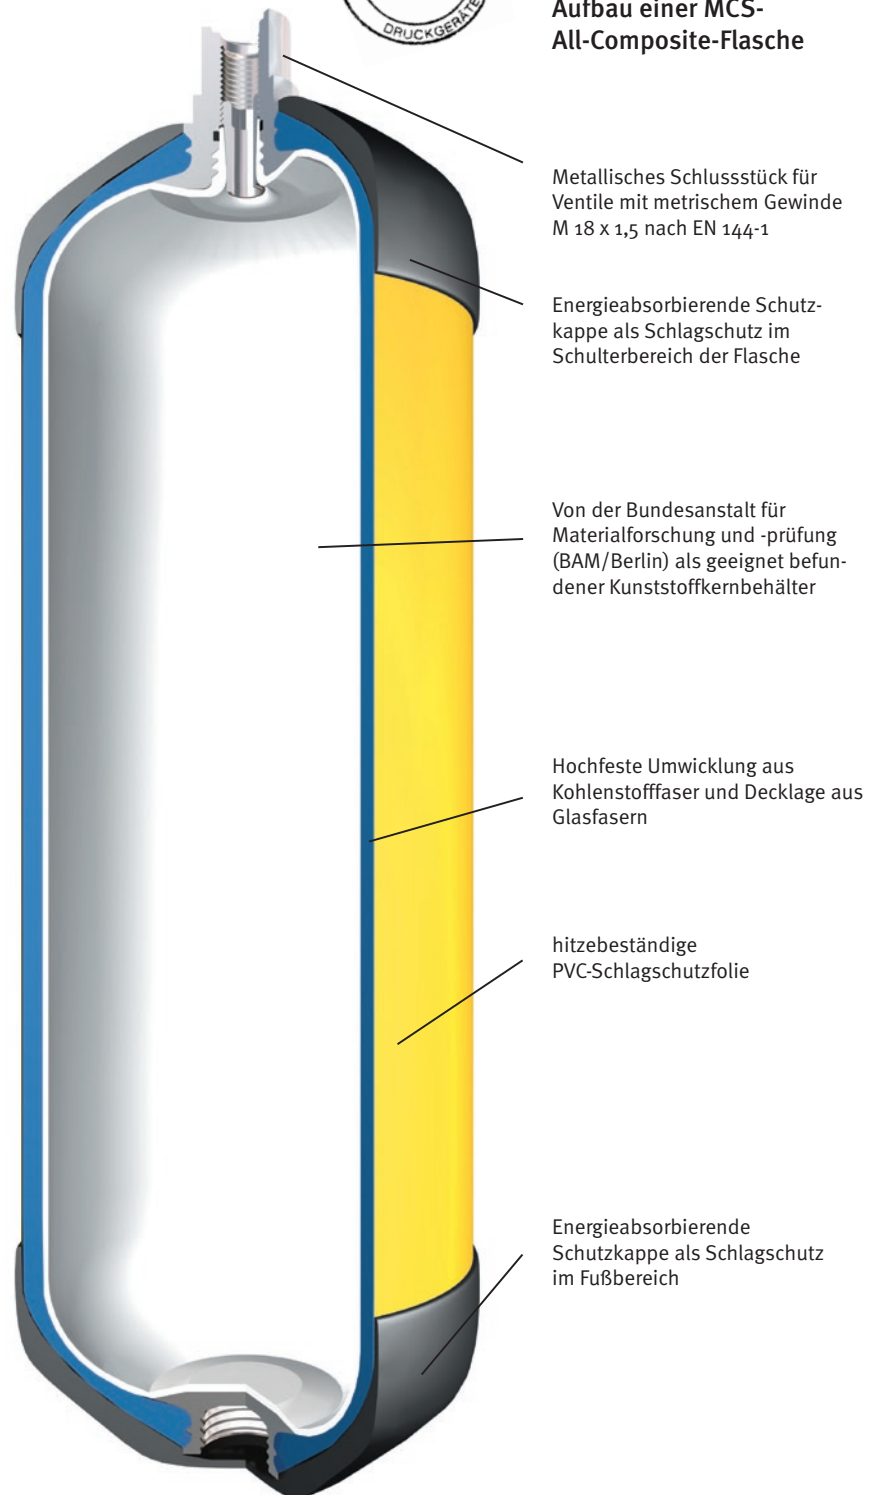 DRUCKGERÄTE
Aufbau einer MCS-
All-Composite-Flasche
Metallisches Schlussstück für
Ventile mit metrischem Gewinde
M 18 x 1,5 nach EN 144-1
Energieabsorbierende Schutz-
kappe als Schlagschutz im
Schulterbereich der Flasche
Von der Bundesanstalt für
Materialforschung und -prüfung
(BAM/Berlin) als geeignet befun-
dener Kunststoffkernbehälter
Hochfeste Umwicklung aus
Kohlenstofffaser und Decklage aus
Glasfasern
hitzebeständige
PVC-Schlagschutzfolie
Energieabsorbierende
Schutzkappe als Schlagschutz
im Fußbereich